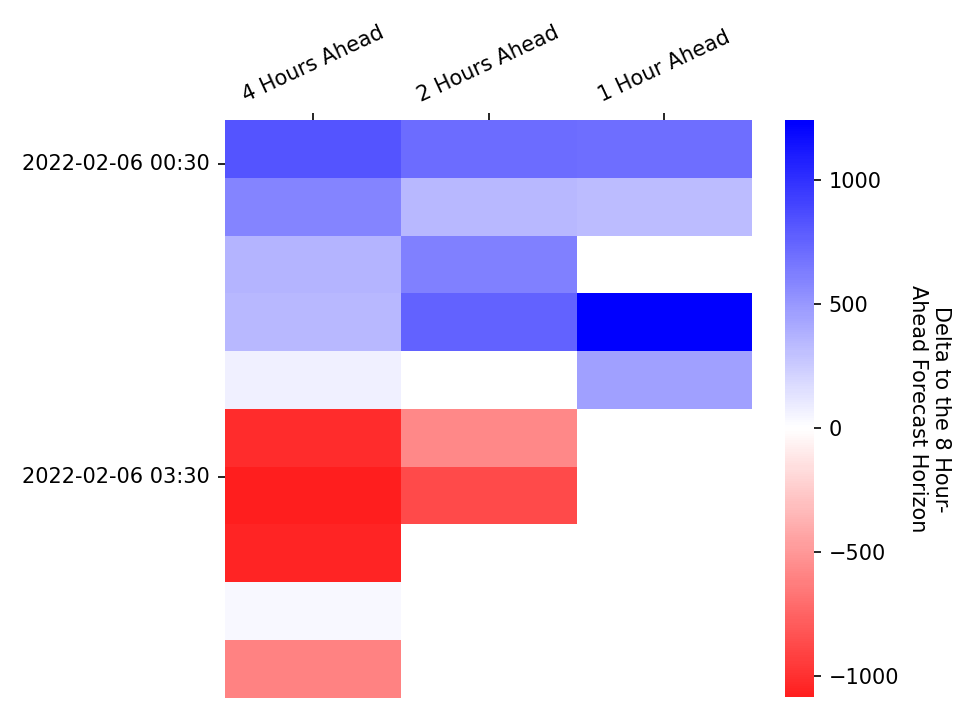 4 Hours Ahead
2 Hours Ahead
1 Hour Ahead
2022-02-06 00:30
2022-02-06 03:30
1000
500
0
−500
−1000
Delta to the 8 Hour-
Ahead Forecast Horizon